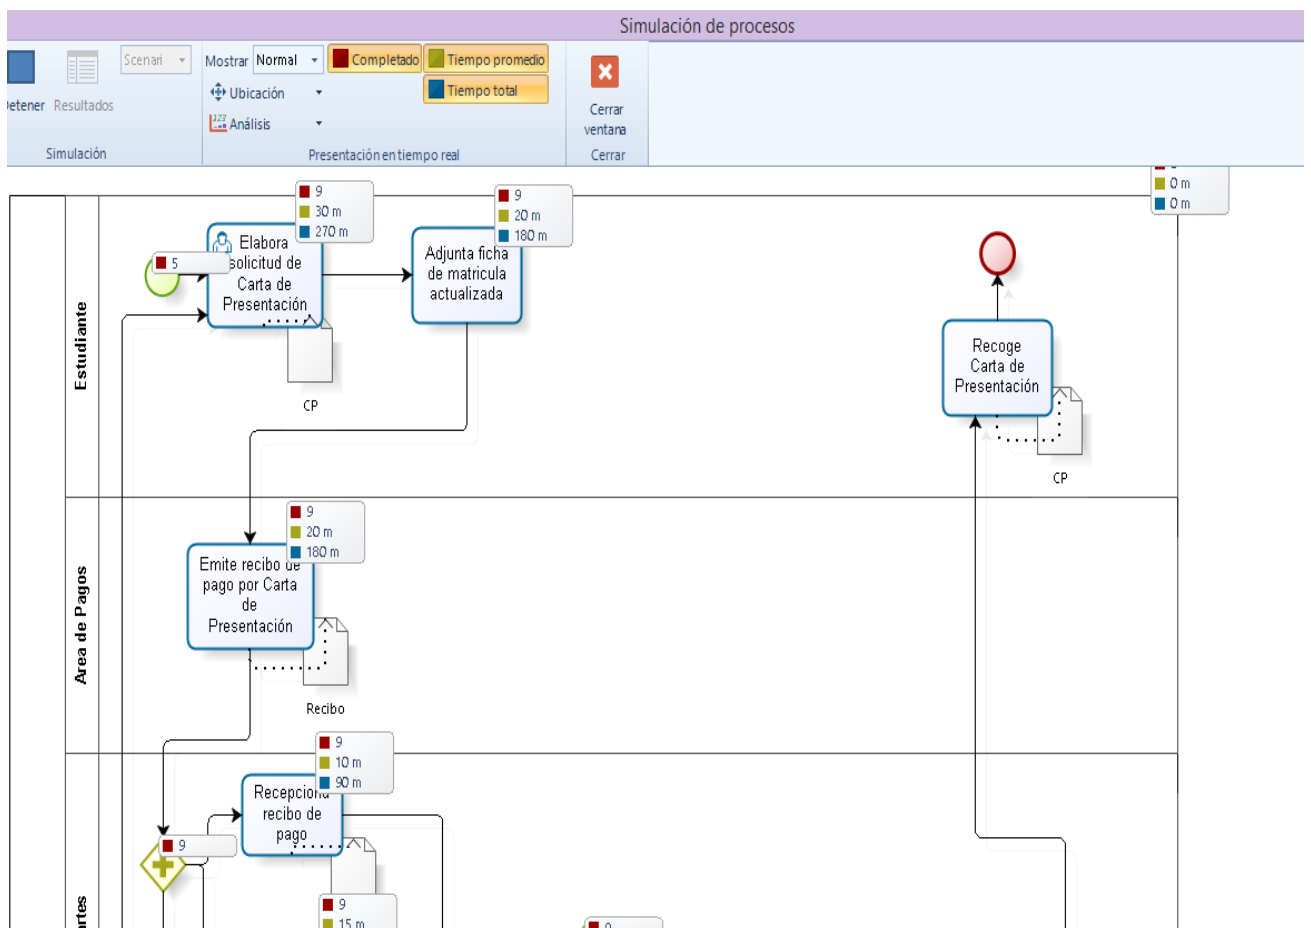 Simulación de procesos
Scenari
Mostrar Normal
Completado
Tiempo promedio
Ubicación
Tiempo total
Detener Resultados
Análisis
Cerrar
ventana
Simulación
Presentación en tiempo real
Cerrar
0 m
0 m
9
30 m
270 m
9
20 m
180 m
5
Elabora
solicitud de
Carta de
Presentación
Adjunta ficha
de matricula
actualizada
Estudiante
CP
Recoge
Carta de
Presentación
CP
9
20 m
180 m
Emite recibo de
pago por Carta
de
Presentación
Area de Pagos
Recibo
9
10 m
90 m
Recepciona
recibo de
pago
9
9
15 m
9